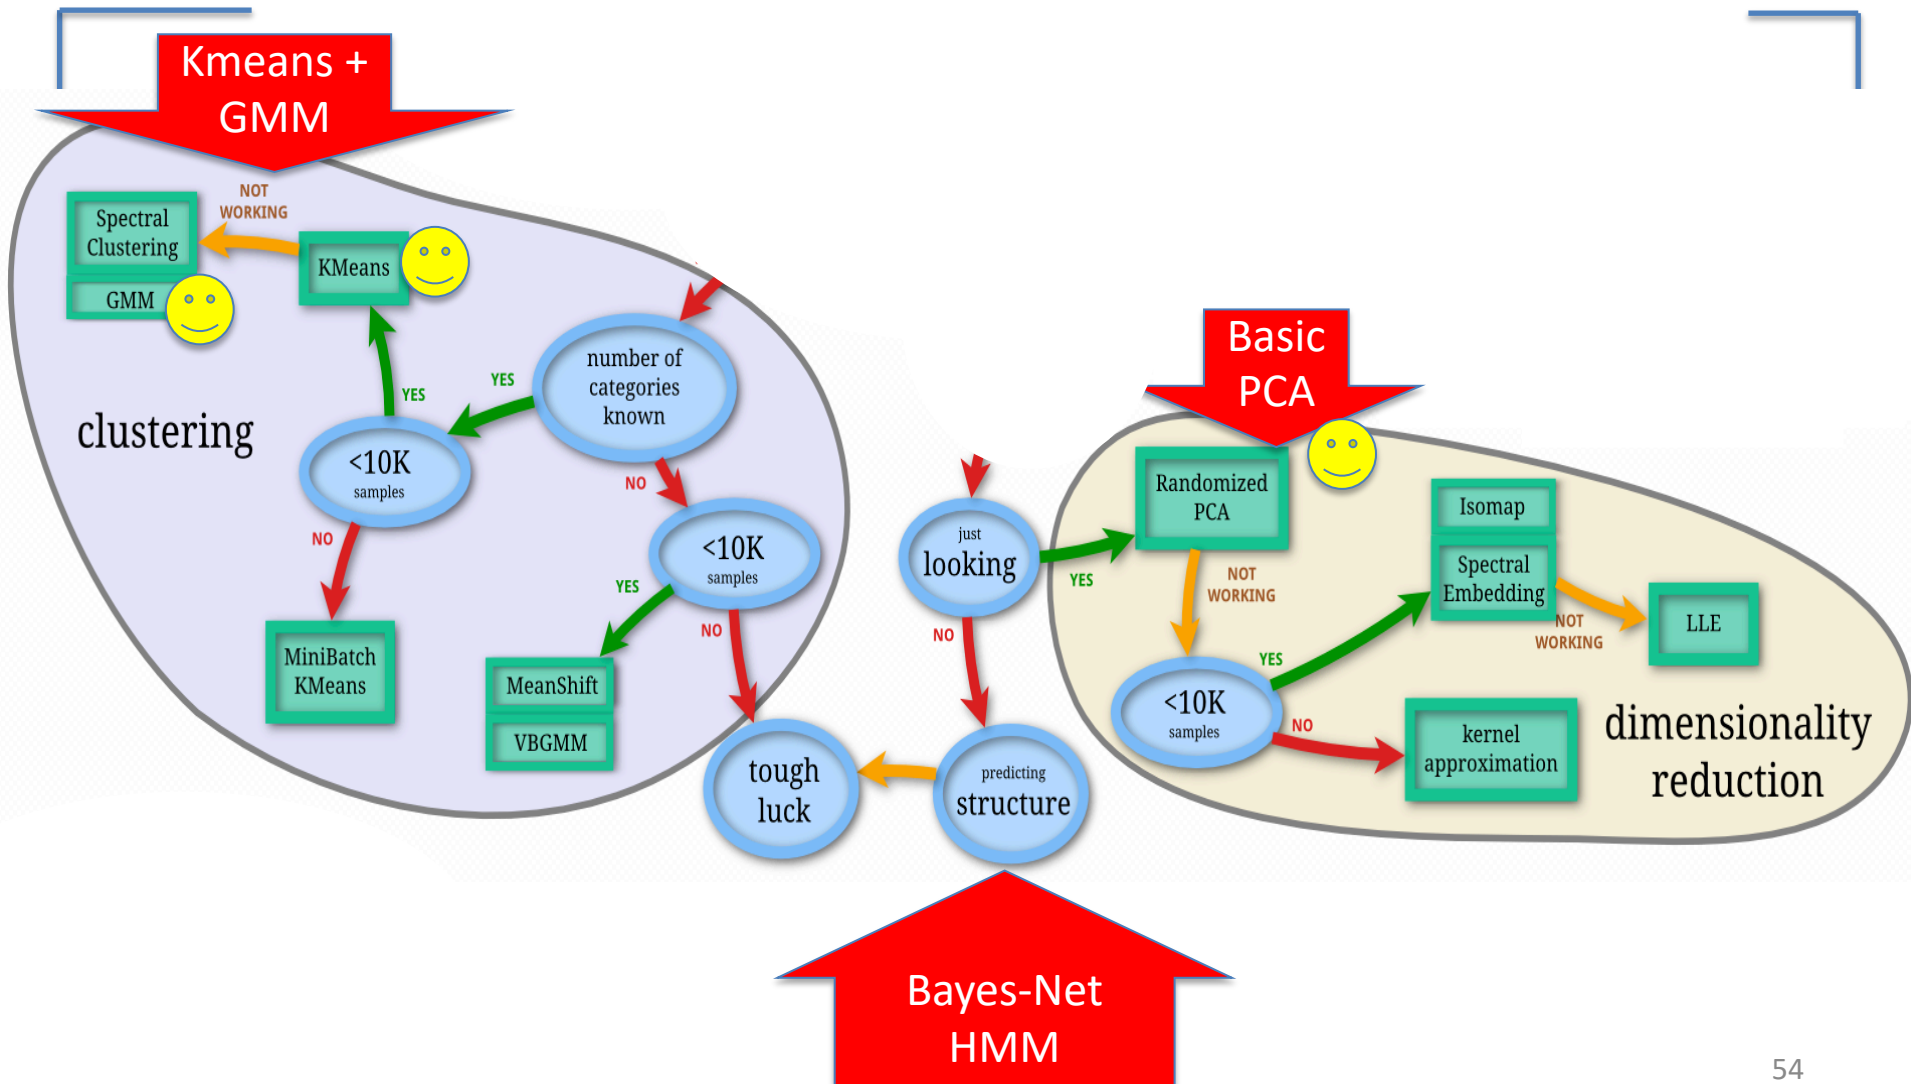 Kmeans +
GMM
NOT
WORKING
Spectral
Clustering
GMM
KMeans
YES
clustering
<10K
samples
NO
MiniBatch
KMeans
number of
categories
known
YES
NO
<10K
samples
YES
NO
MeanShift
VBGMM
tough
luck
just
looking
YES
NO
predicting
structure
Basic
PCA
Randomized
PCA
NOT
WORKING
<10K
samples
YES
NO
Isomap
Spectral
Embedding
NOT
WORKING
LLE
kernel
approximation
dimensionality
reduction
Bayes-Net
HMM
54